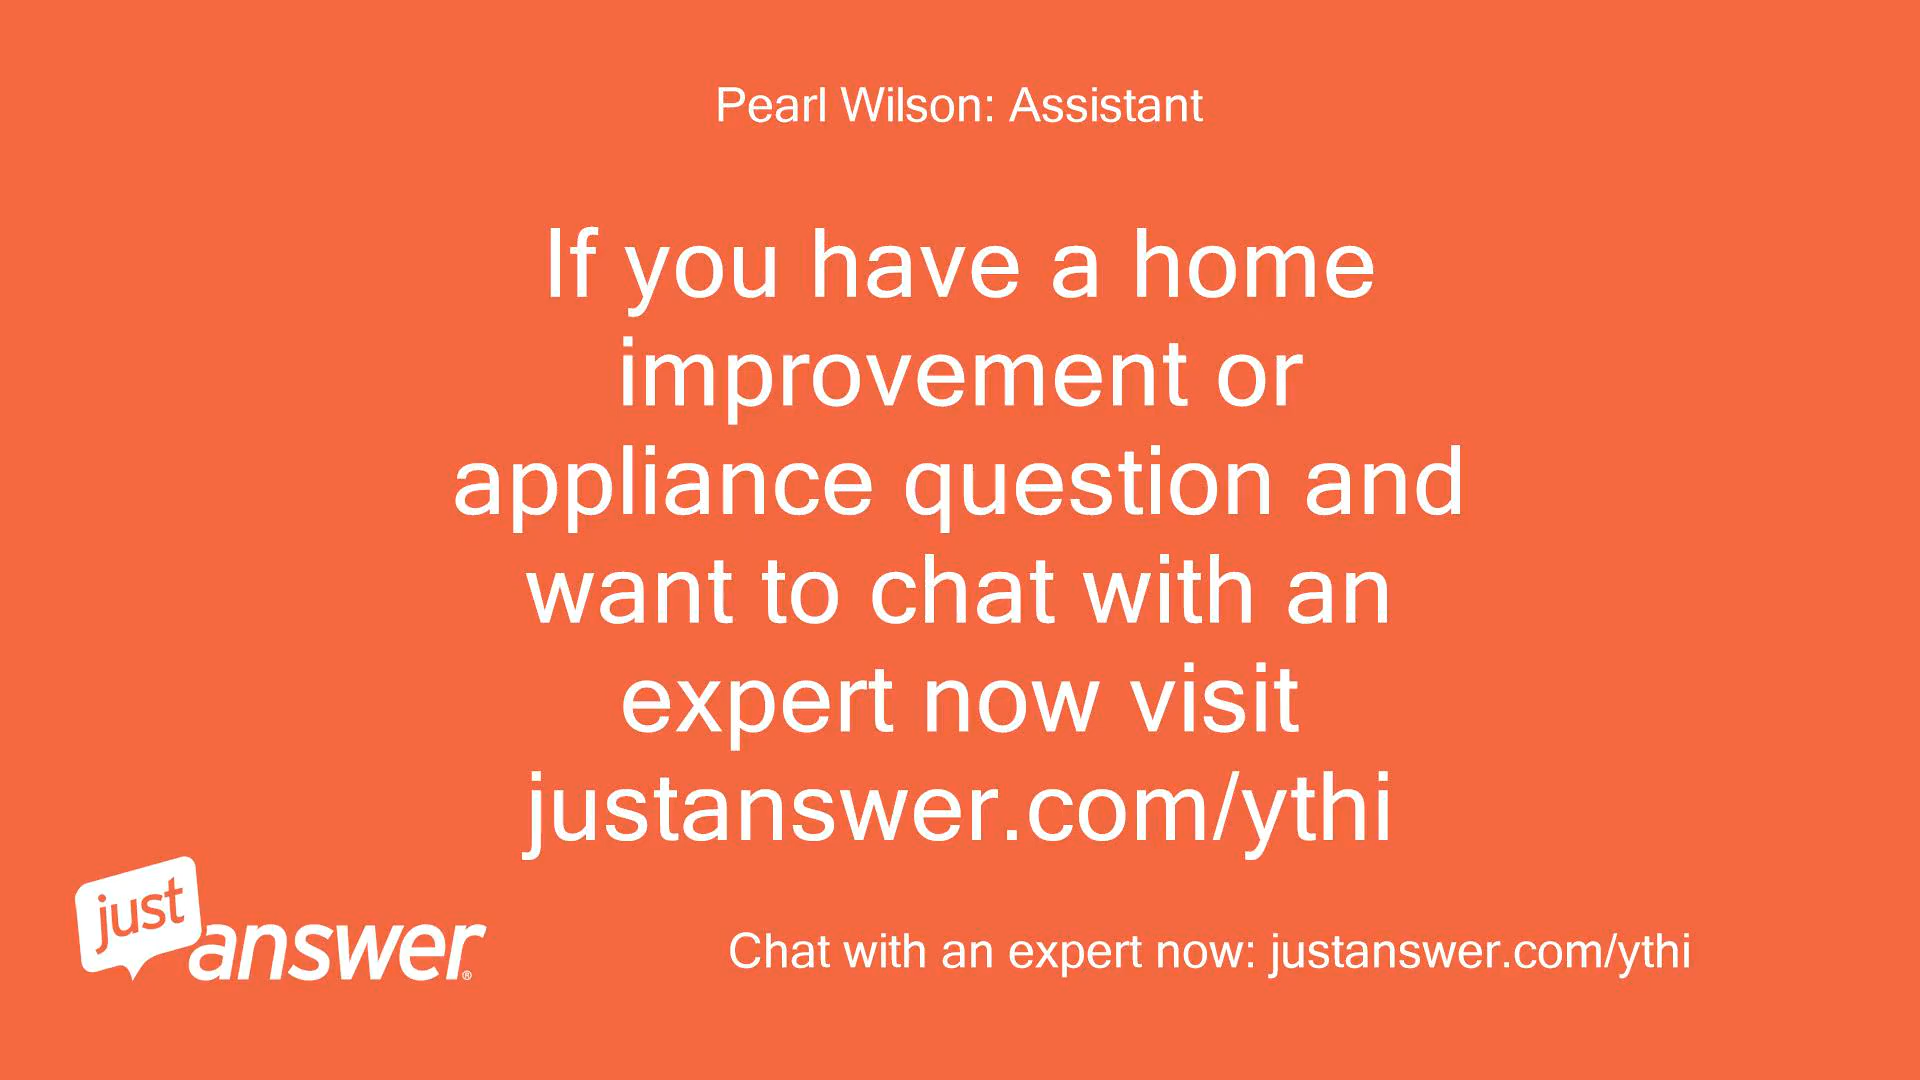 Pearl Wilson: Assistant
If you have a home
improvement or
appliance question and
want to chat with an
expert now visit
justanswer.com/ythi
just
answer®
Chat with an expert now: justanswer.com/ythi